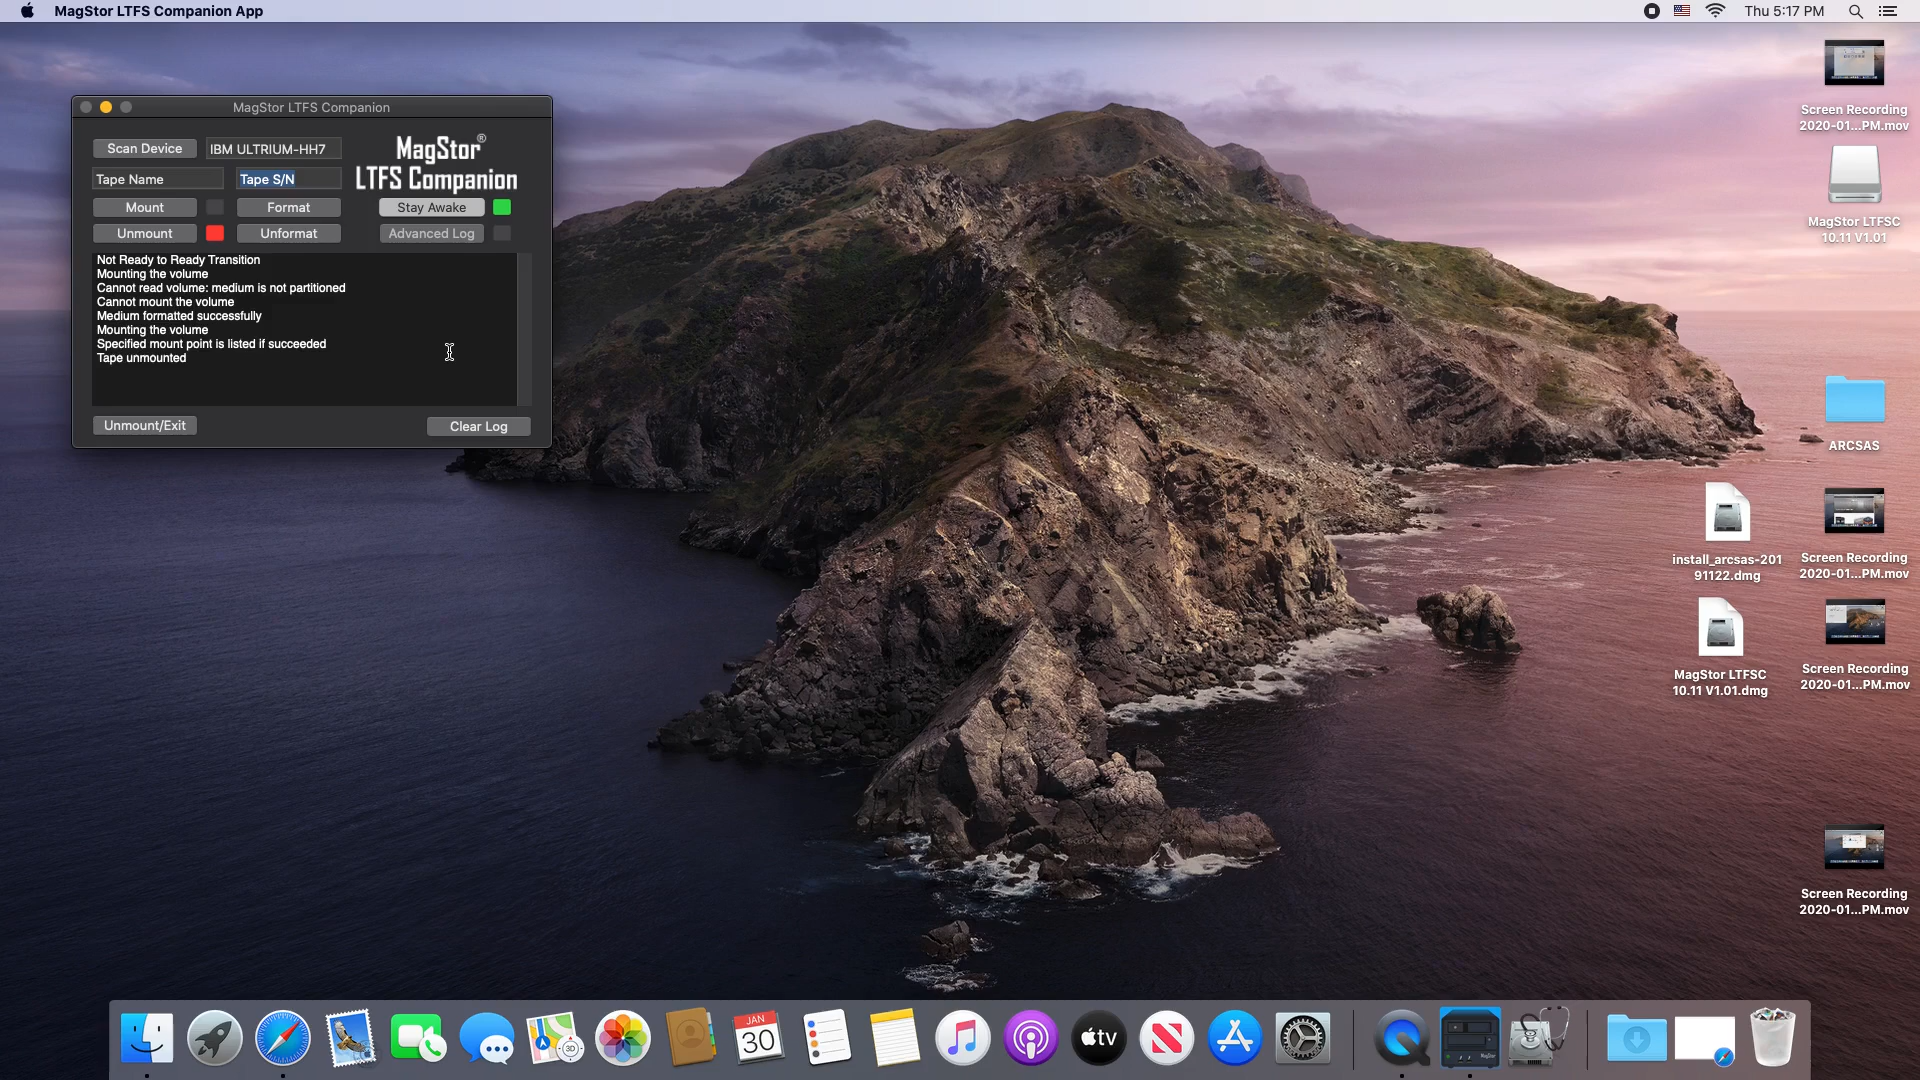 MagStor LTFS Companion App
Thu 5:17 PM
MagStor LTFS Companion
Scan Device
IBM ULTRIUM-HH7
MagStor®
LTFS Companion
Tape Name
Tape S/N
Mount
Format
Stay Awake
Unmount
Unformat
Advanced Log
Not Ready to Ready Transition
Mounting the volume
Cannot read volume: medium is not partitioned
Cannot mount the volume
Medium formatted successfully
Mounting the volume
Specified mount point is listed if succeeded
Tape unmounted
Unmount/Exit
Clear Log
Screen Recording
2020-01...PM.mov
MagStor LTFSC
10.11 V1.01
ARCSAS
install_arcsas-201
91122.dmg
Screen Recording
2020-01...PM.mov
MagStor LTFSC
10.11 V1.01.dmg
Screen Recording
2020-01...PM.mov
Screen Recording
2020-01...PM.mov
JAN
30
tv
MagStor